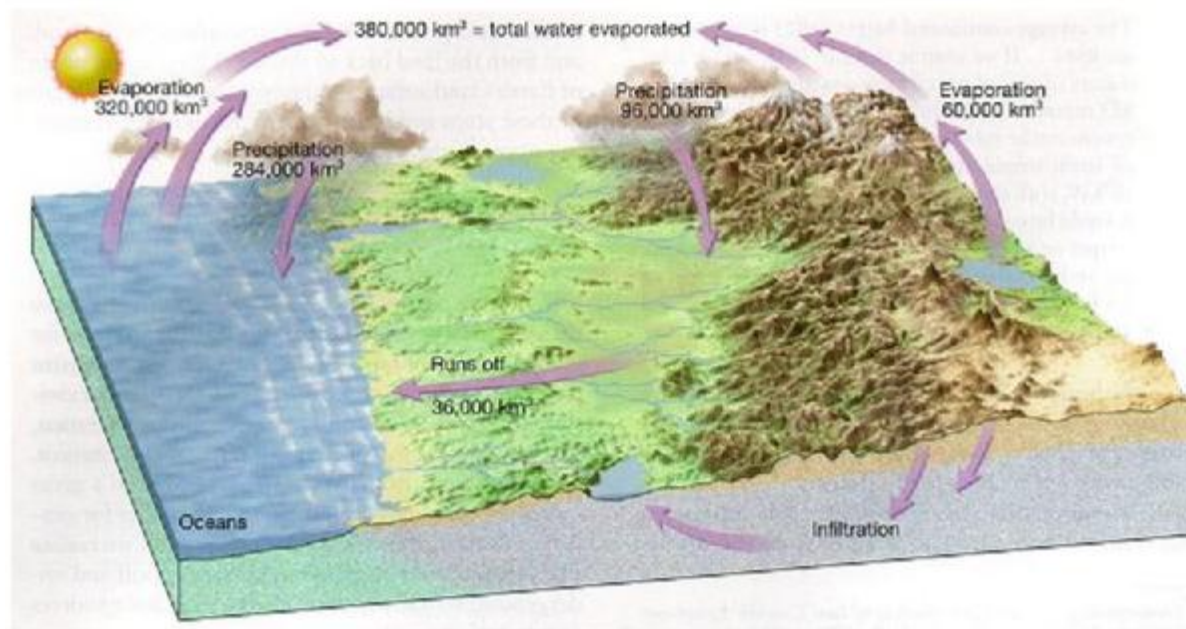 380,000 km³ = total water evaporated
Evaporation
320,000 km³
Precipitation
284,000 km³
Precipitation
96,000 km³
Evaporation
60,000 km³
Runs off
36,000 km³
Oceans
Infiltration